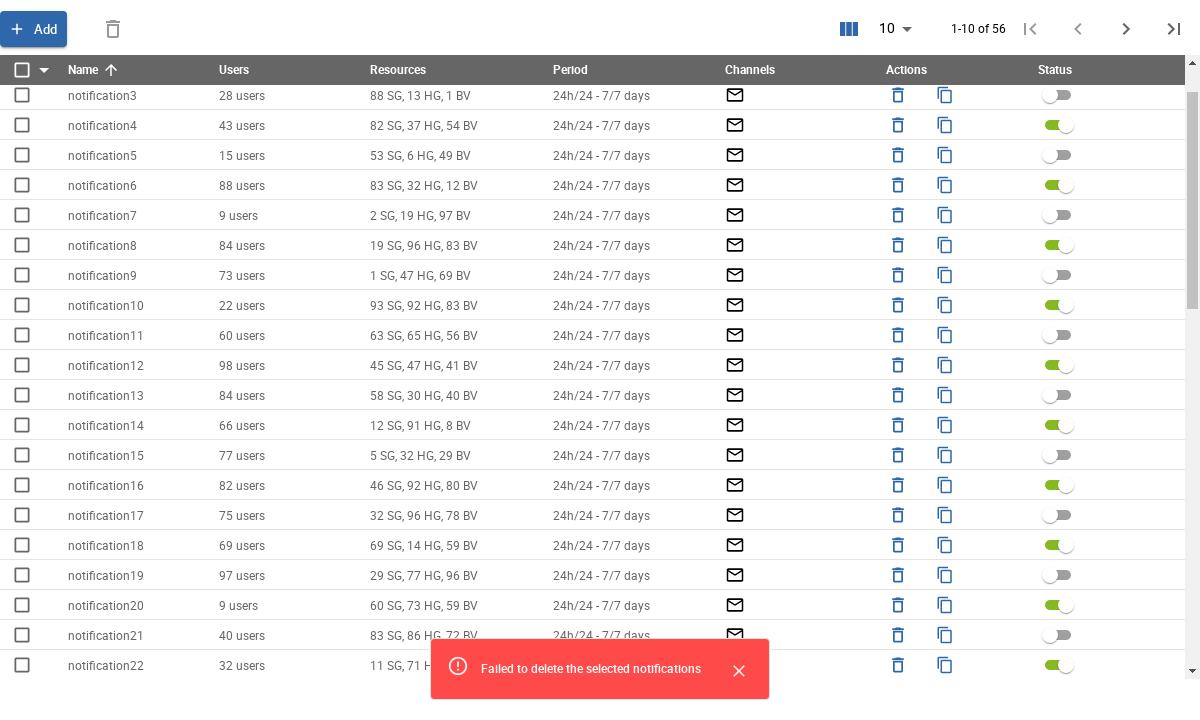 Add 10 1-10 of 56
Name Users Resources Period Channels Actions Status
notification3 28 users 88 SG, 13 HG, 1 BV 24h/24 - 7/7 days
notification4 43 users 82 SG, 37 HG, 54 BV 24h/24 - 7/7 days
notification5 15 users 53 SG, 6 HG, 49 BV 24h/24 - 7/7 days
notification6 88 users 83 SG, 32 HG, 12 BV 24h/24 - 7/7 days
notification7 9 users 2 SG, 19 HG, 97 BV 24h/24 - 7/7 days
notification8 84 users 19 SG, 96 HG, 83 BV 24h/24 - 7/7 days
notification9 73 users 1 SG, 47 HG, 69 BV 24h/24 - 7/7 days
notification10 22 users 93 SG, 92 HG, 83 BV 24h/24 - 7/7 days
notification11 60 users 63 SG, 65 HG, 56 BV 24h/24 - 7/7 days
notification12 98 users 45 SG, 47 HG, 41 BV 24h/24 - 7/7 days
notification13 84 users 58 SG, 30 HG, 40 BV 24h/24 - 7/7 days
notification14 66 users 12 SG, 91 HG, 8 BV 24h/24 - 7/7 days
notification15 77 users 5 SG, 32 HG, 29 BV 24h/24 - 7/7 days
notification16 82 users 46 SG, 92 HG, 80 BV 24h/24 - 7/7 days
notification17 75 users 32 SG, 96 HG, 78 BV 24h/24 - 7/7 days
notification18 69 users 69 SG, 14 HG, 59 BV 24h/24 - 7/7 days
notification19 97 users 29 SG, 77 HG, 96 BV 24h/24 - 7/7 days
notification20 9 users 60 SG, 73 HG, 59 BV 24h/24 - 7/7 days
notification21 40 users 83 SG, 86 HG, 72 BV 24h/24 - 7/7 days
notification22 32 users 11 SG, 71
Failed to delete the selected notifications